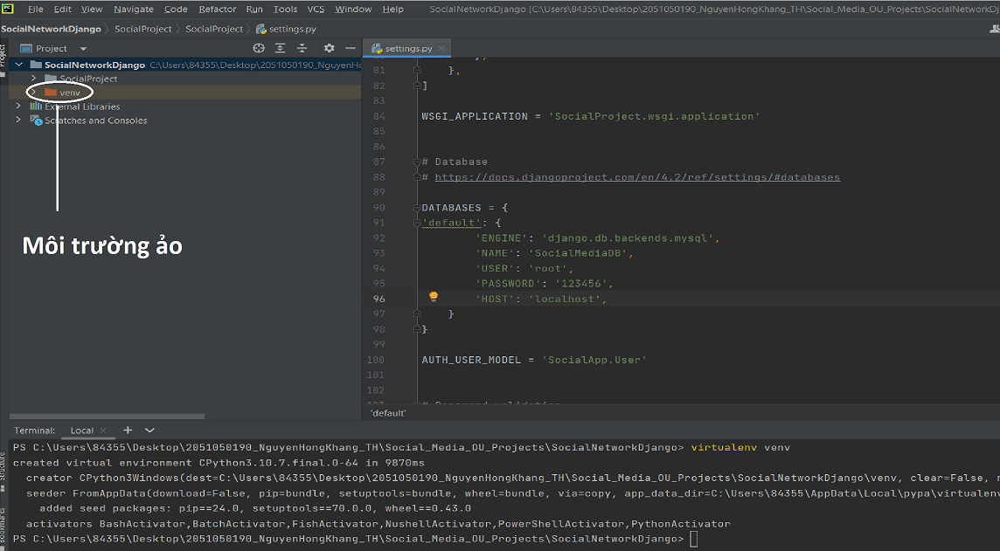 PC File Edit View Navigate Code Refactor Run Tools VCS Window Help SocialNetworkDjango [C:\Users\84355\Desktop\2051050190_NguyenHongKhang_TH\Social_Media_OU_Projects\SocialNetworkDj
SocialNetworkDjango SocialProject SocialProject settings.py
Project
Project
settings.py
SocialNetworkDjango C:\Users\84355\Desktop\2051050190_NguyenHo
SocialProject
venv
External Libraries
Scratches and Consoles
Môi trường ảo
81 },
82 ]
83
84 WSGI_APPLICATION = 'SocialProject.wsgi.application'
85
86
87 # Database
88 # https://docs.djangoproject.com/en/4.2/ref/settings/#databases
89
90 DATABASES = {
91 'default': {
92 'ENGINE': 'django.db.backends.mysql',
93 'NAME': 'SocialMediaDB',
94 'USER': 'root',
95 'PASSWORD': '123456',
96 'HOST': 'localhost',
97 }
98 }
99
100 AUTH_USER_MODEL = 'SocialApp.User'
101
102
'default'
Terminal: Local
PS C:\Users\84355\Desktop\2051050190_NguyenHongKhang_TH\Social_Media_OU_Projects\SocialNetworkDjango> virtualenv venv
created virtual environment CPython3.10.7.final.0-64 in 9870ms
creator CPython3Windows(dest=C:\Users\84355\Desktop\2051050190_NguyenHongKhang_TH\Social_Media_OU_Projects\SocialNetworkDjango\venv, clear=False,
seeder FromAppData(download=False, pip=bundle, setuptools=bundle, wheel=bundle, via=copy, app_data_dir=C:\Users\84355\AppData\Local\pypa\virtualenv
added seed packages: pip==24.0, setuptools==70.0.0, wheel==0.43.0
activators BashActivator,BatchActivator,FishActivator,NushellActivator,PowerShellActivator,PythonActivator
PS C:\Users\84355\Desktop\2051050190_NguyenHongKhang_TH\Social_Media_OU_Projects\SocialNetworkDjango>
Structure
Bookmarks